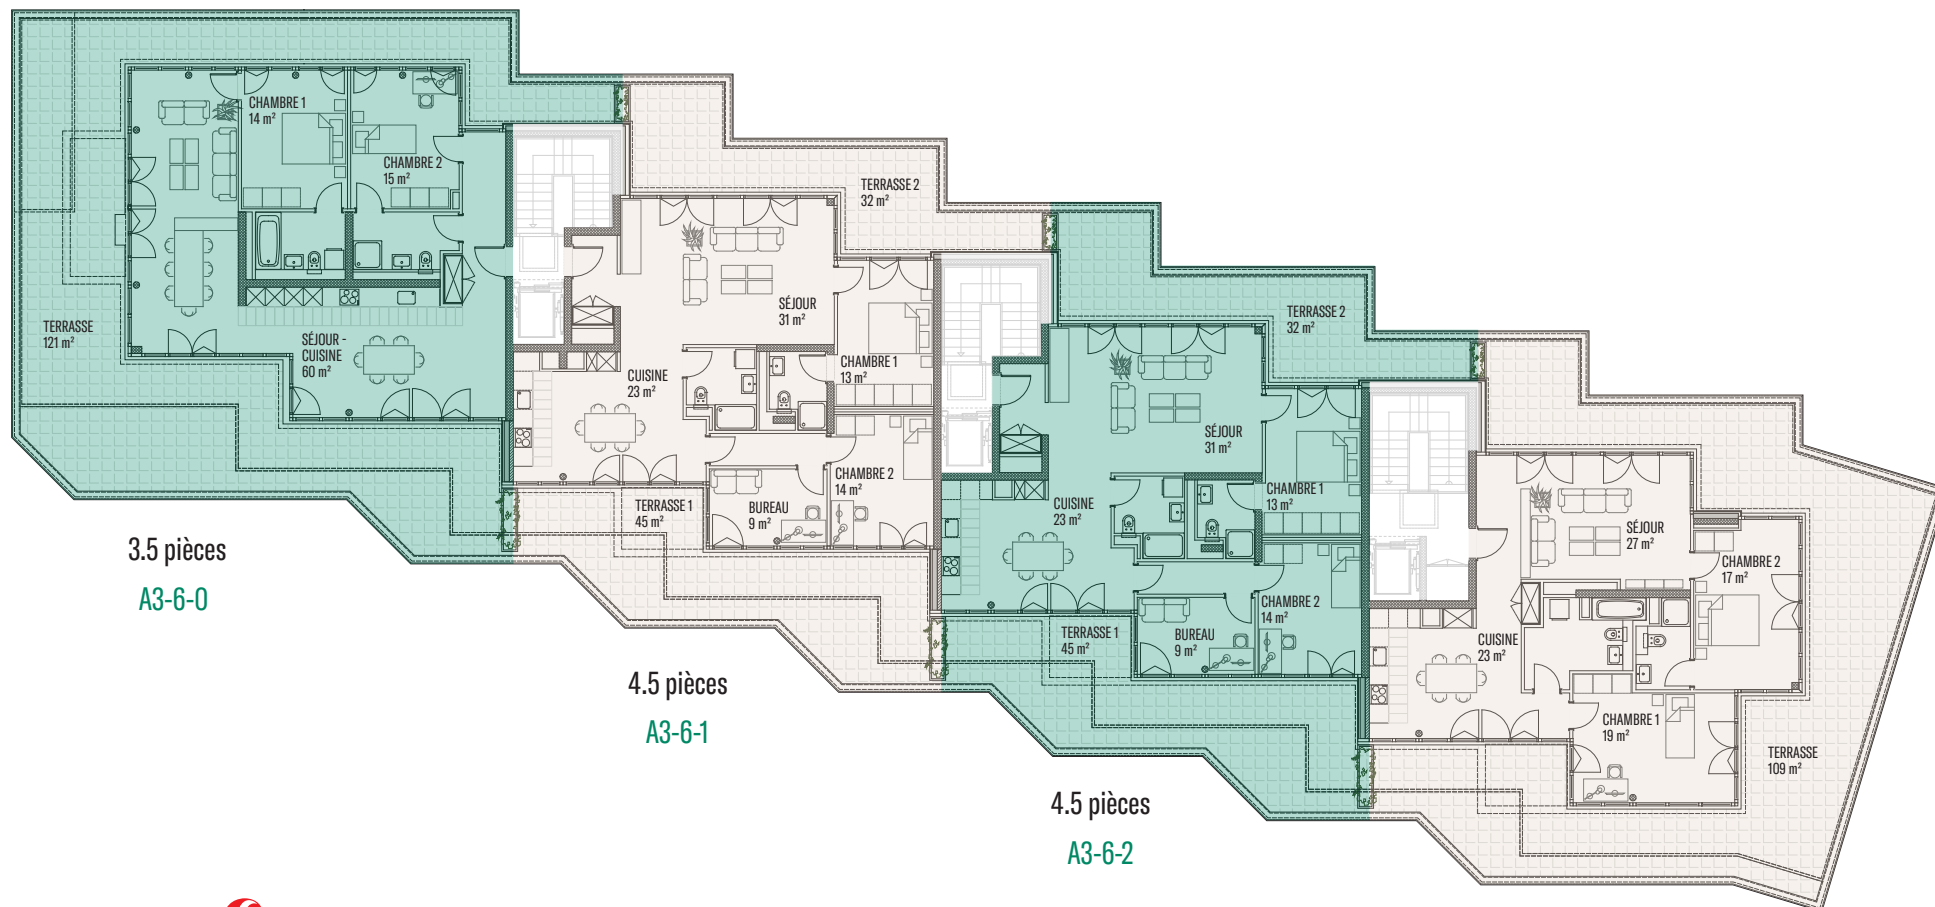 CHAMBRE 1
14 m²
CHAMBRE 2
15 m²
TERRASSE
121 m²
SÉJOUR -
CUISINE
60 m²
3.5 pièces
A3-6-0
TERRASSE 2
32 m²
SÉJOUR
31 m²
CHAMBRE 1
13 m²
CUISINE
23 m²
CHAMBRE 2
14 m²
BUREAU
9 m²
TERRASSE 1
45 m²
4.5 pièces
A3-6-1
TERRASSE 2
32 m²
SÉJOUR
31 m²
CHAMBRE 1
13 m²
CUISINE
23 m²
CHAMBRE 2
14 m²
BUREAU
9 m²
TERRASSE 1
45 m²
4.5 pièces
A3-6-2
SÉJOUR
27 m²
CHAMBRE 2
17 m²
CUISINE
23 m²
CHAMBRE 1
19 m²
TERRASSE
109 m²